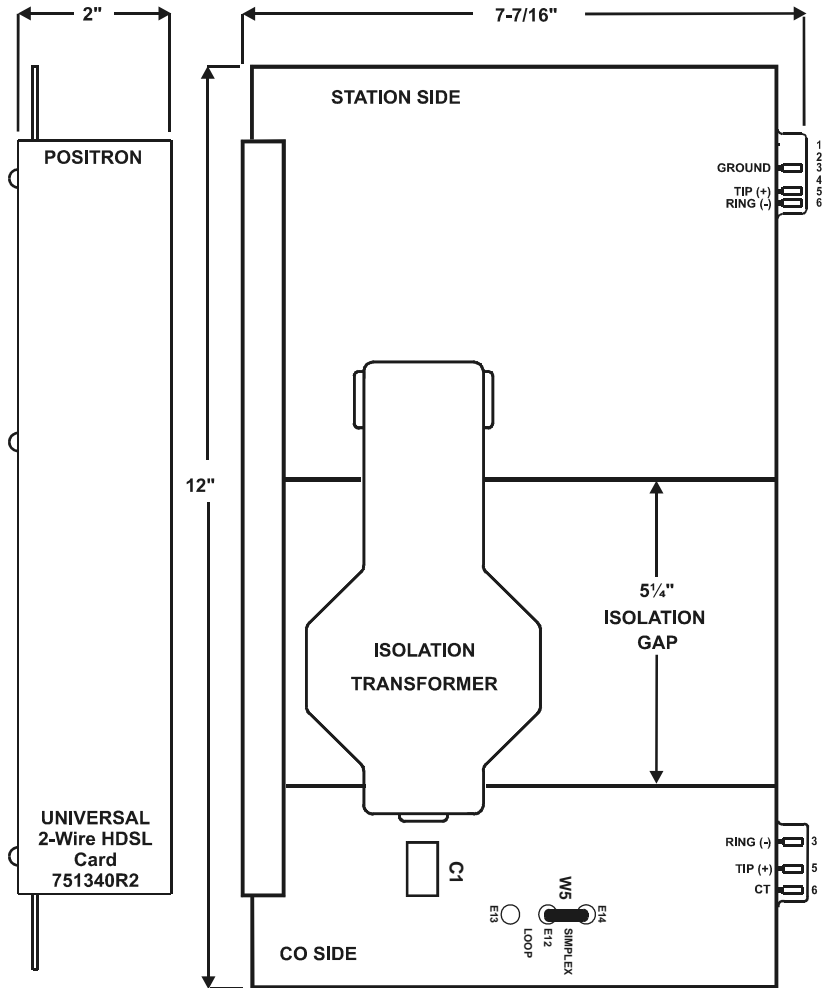 2"
7-7/16"
STATION SIDE
POSITRON
1
2
GROUND 3
4
TIP (+) 5
RING (-) 6
12"
5¼"
ISOLATION
GAP
ISOLATION
TRANSFORMER
UNIVERSAL
2-Wire HDSL
Card
751340R2
RING (-) 3
TIP (+) 5
CT 6
C1
W5
E13
LOOP
E12
SIMPLEX
E14
CO SIDE